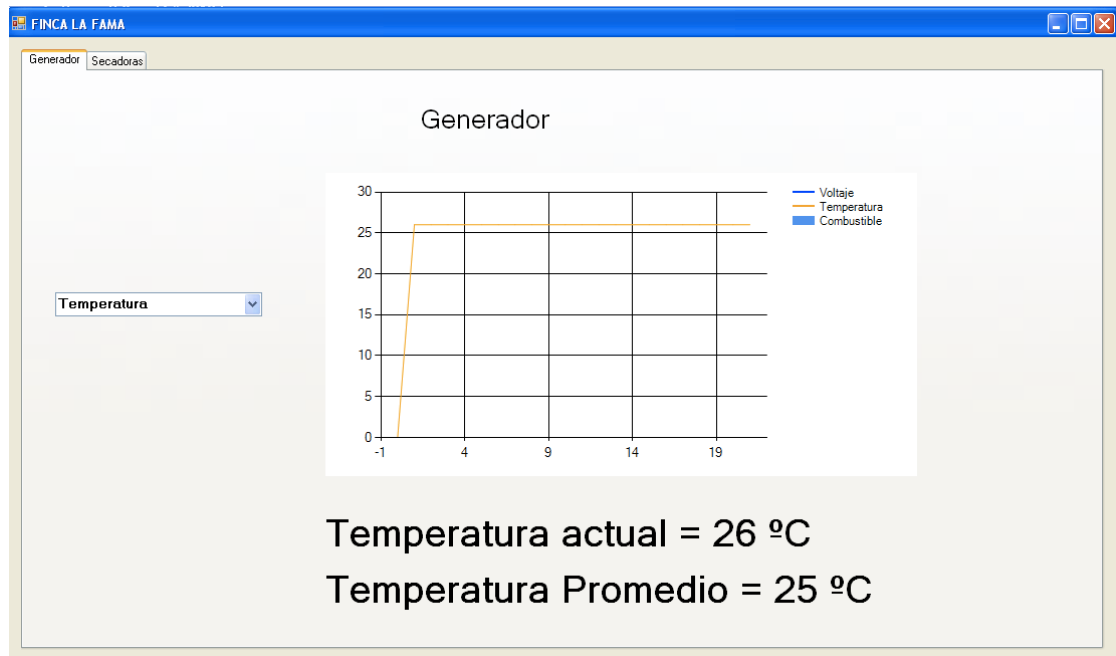 FINCA LA FAMA
Generador Secadoras
Generador
30
25
20
15
10
5
0
-1 4 9 14 19
Voltaje
Temperatura
Combustible
Temperatura
Temperatura actual = 26 ºC
Temperatura Promedio = 25 ºC